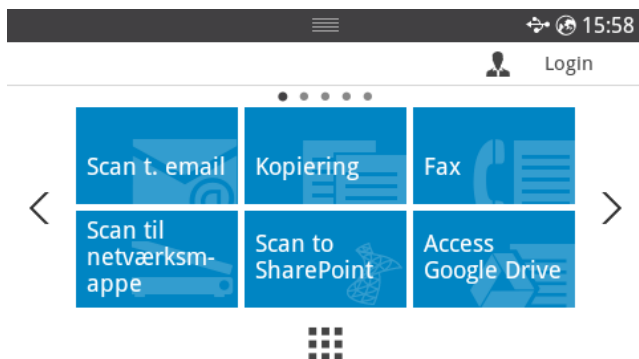 15:58
Login
Scan t. email
Kopiering
Fax
Scan til
netværksm-
appe
Scan to
SharePoint
Access
Google Drive